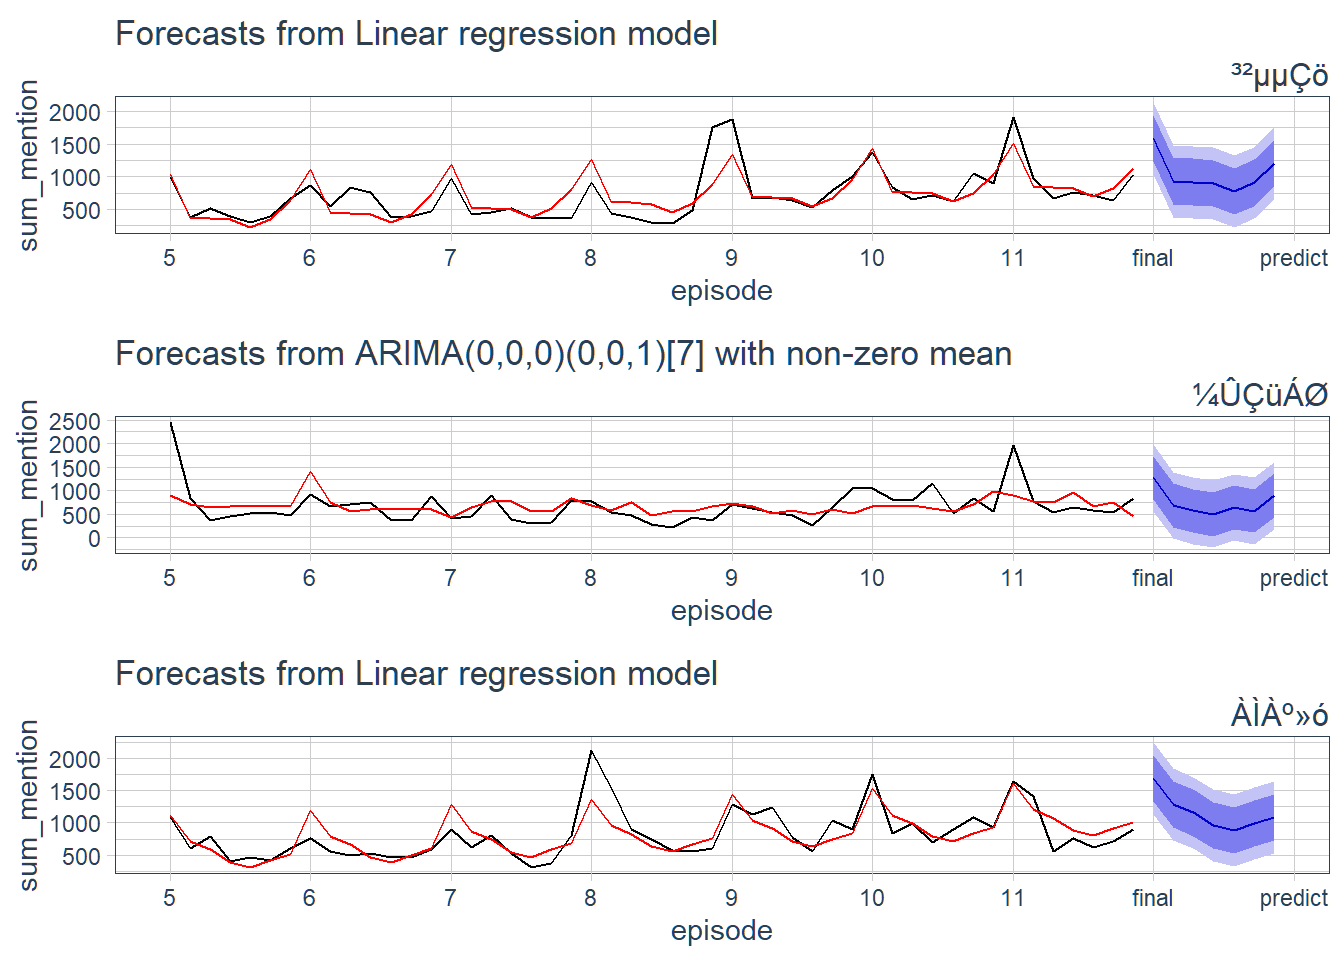 Forecasts from Linear regression model
³²µµÇö
sum_mention
2000
1500
1000
500
5 6 7 8 9 10 11 final predict
episode
Forecasts from ARIMA(0,0,0)(0,0,1)[7] with non-zero mean
¼ÛÇüÁØ
sum_mention
2500
2000
1500
1000
500
0
5 6 7 8 9 10 11 final predict
episode
Forecasts from Linear regression model
ÀÌÀº»ó
sum_mention
2000
1500
1000
500
5 6 7 8 9 10 11 final predict
episode